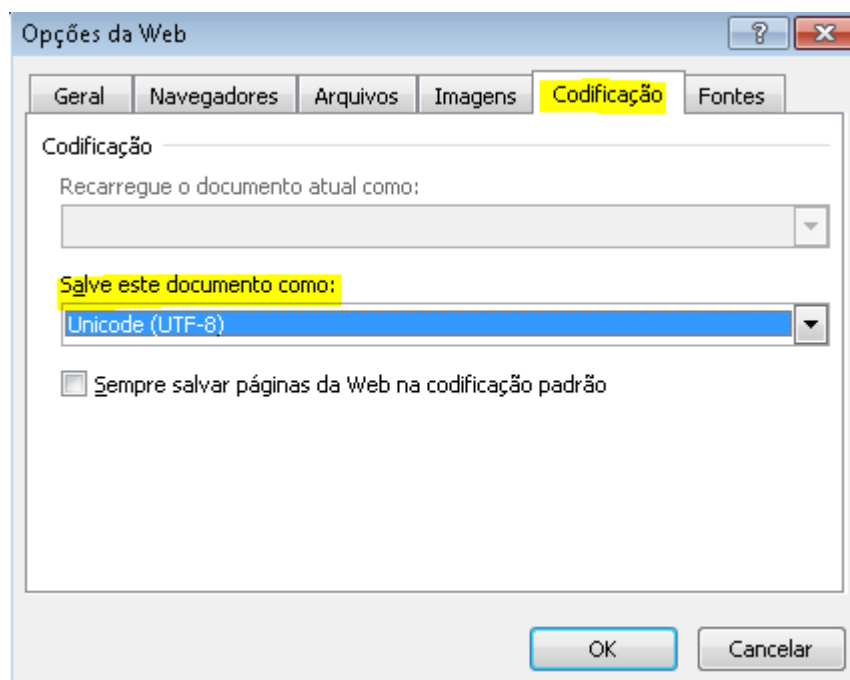 Opções da Web
Geral Navegadores Arquivos Imagens Codificação Fontes
Codificação
Recarregue o documento atual como:
Salve este documento como:
Unicode (UTF-8)
Sempre salvar páginas da Web na codificação padrão
OK Cancelar